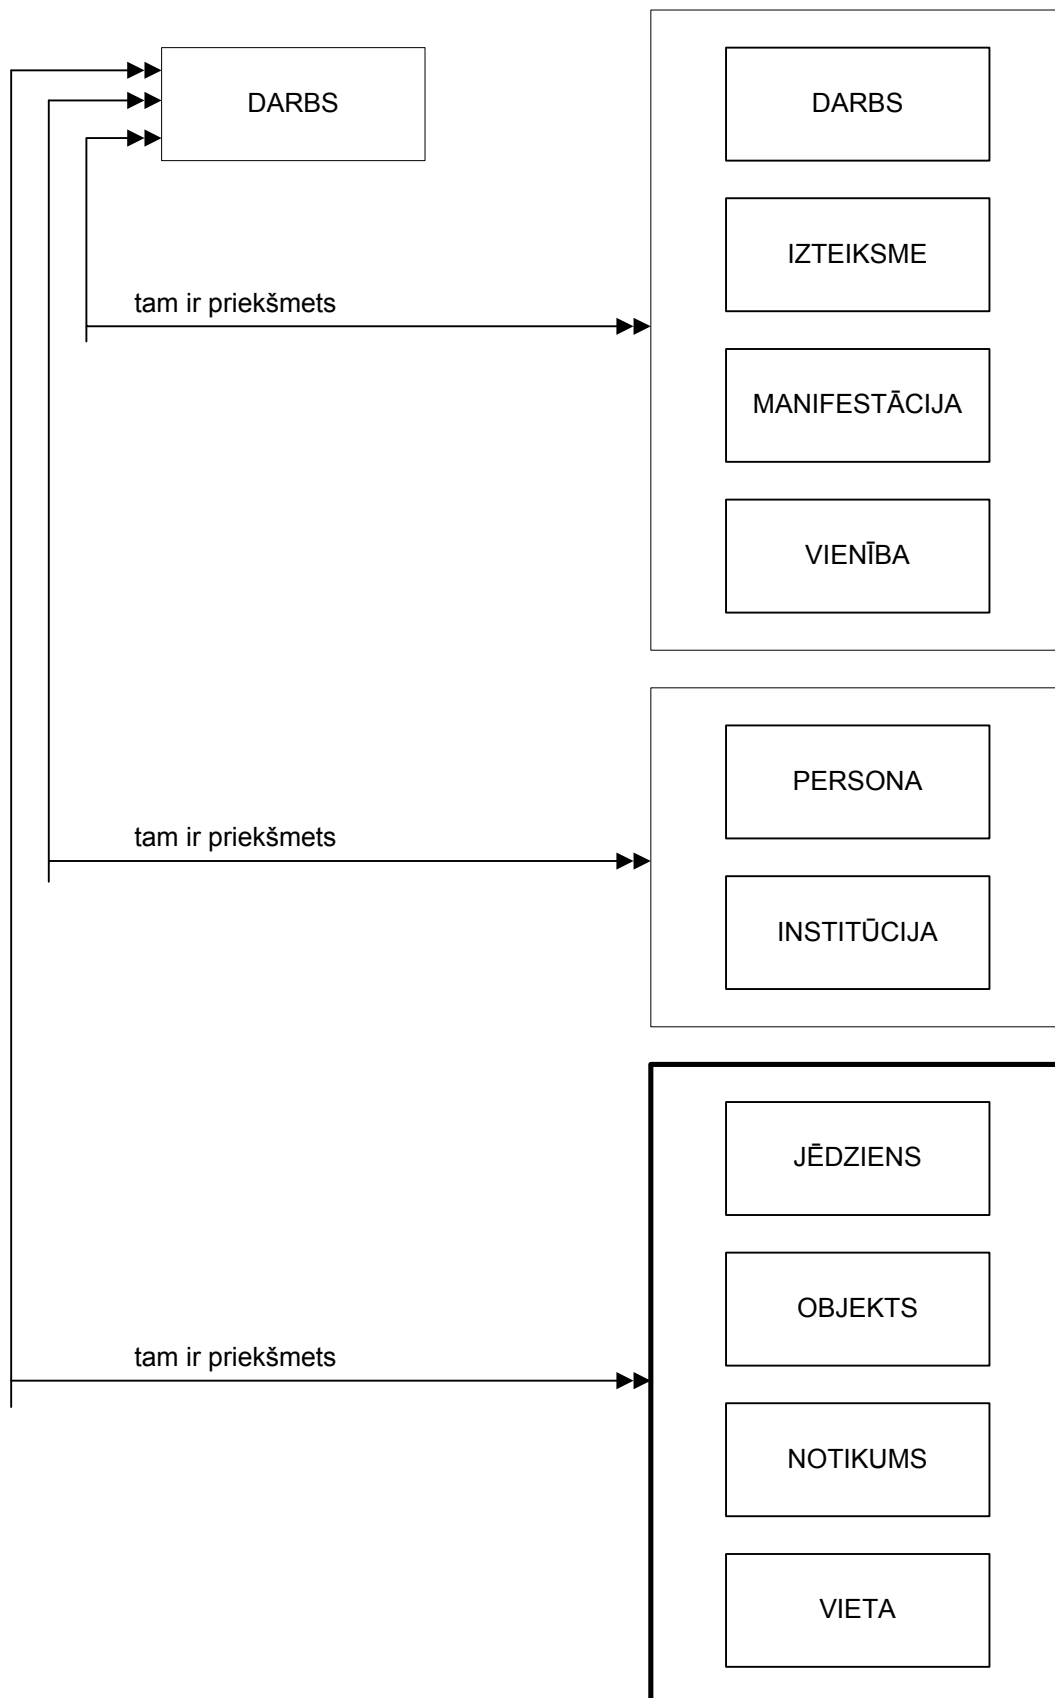 DARBS
DARBS
IZTEIKSME
tam ir priekšmets
MANIFESTĀCIJA
VIENĪBA
PERSONA
tam ir priekšmets
INSTITŪCIJA
JĒDZIENS
OBJEKTS
tam ir priekšmets
NOTIKUMS
VIETA